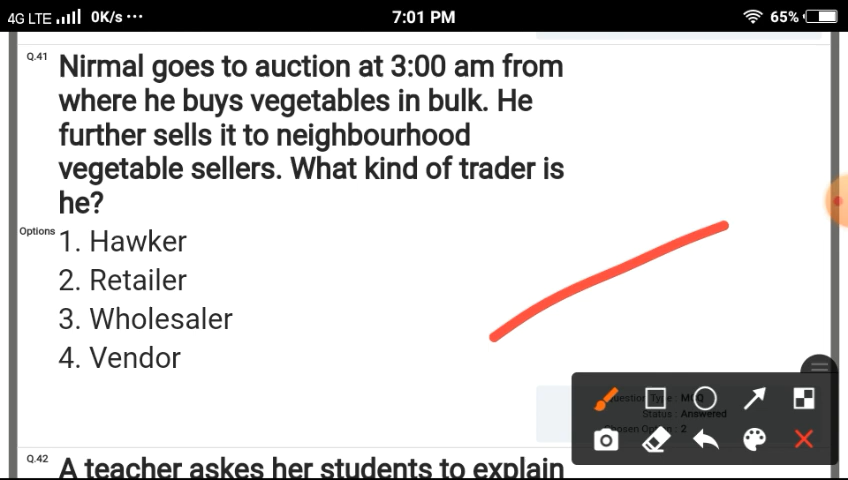 4G LTE 0K/s ... 7:01 PM 65%
Q.41 Nirmal goes to auction at 3:00 am from
where he buys vegetables in bulk. He
further sells it to neighbourhood
vegetable sellers. What kind of trader is
he?
Options 1. Hawker
2. Retailer
3. Wholesaler
4. Vendor
Status : Answered
Option : 2
Q.42 A teacher askes her students to explain